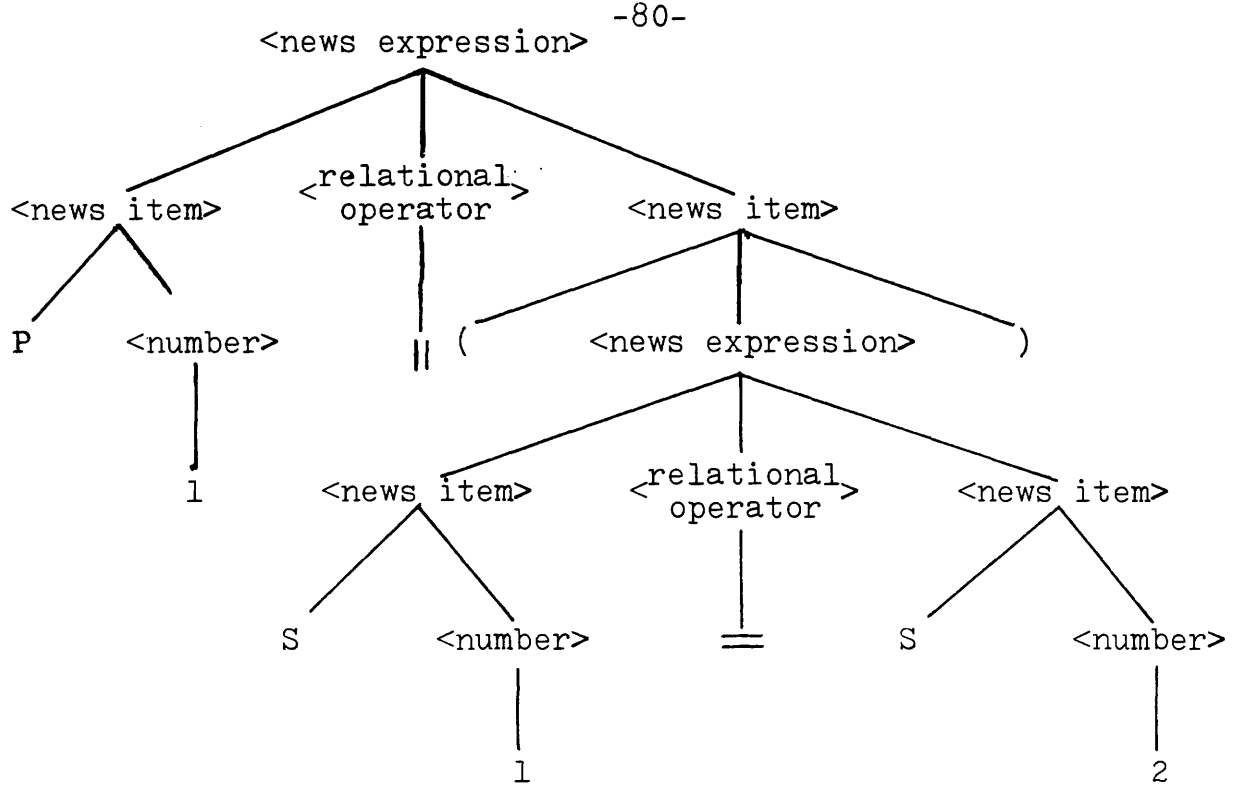 -80-
<news expression>
<news item>
<relational
operator>
<news item>
P
<number>
||
(
<news expression>
)
1
<news item>
<relational
operator>
<news item>
S
<number>
=
S
<number>
1
2